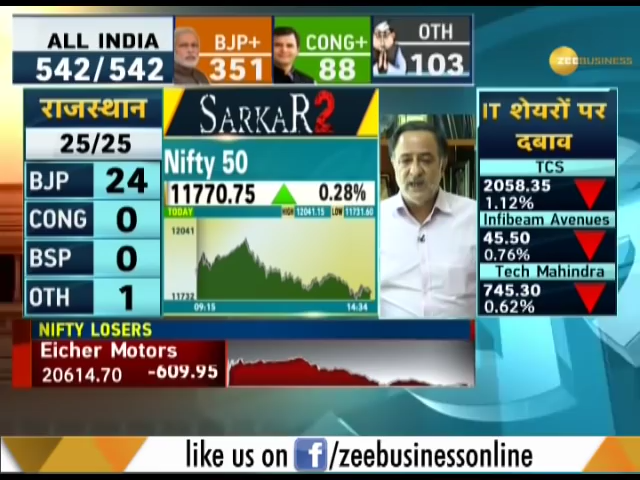 ALL INDIA
542/542
BJP+
351
CONG+
88
OTH
103
ZEE BUSINESS
राजस्थान
25/25
BJP 24
CONG 0
BSP 0
OTH 1
SARKAR 2
Nifty 50
11770.75 0.28%
TODAY HIGH 12041.15 LOW 11731.60
12041
11732
09:15 14:34
IT शेयरों पर
दबाव
TCS
2058.35
1.12%
Infibeam Avenues
45.50
0.76%
Tech Mahindra
745.30
0.62%
NIFTY LOSERS
Eicher Motors
20614.70 -609.95
like us on f/zeebusinessonline